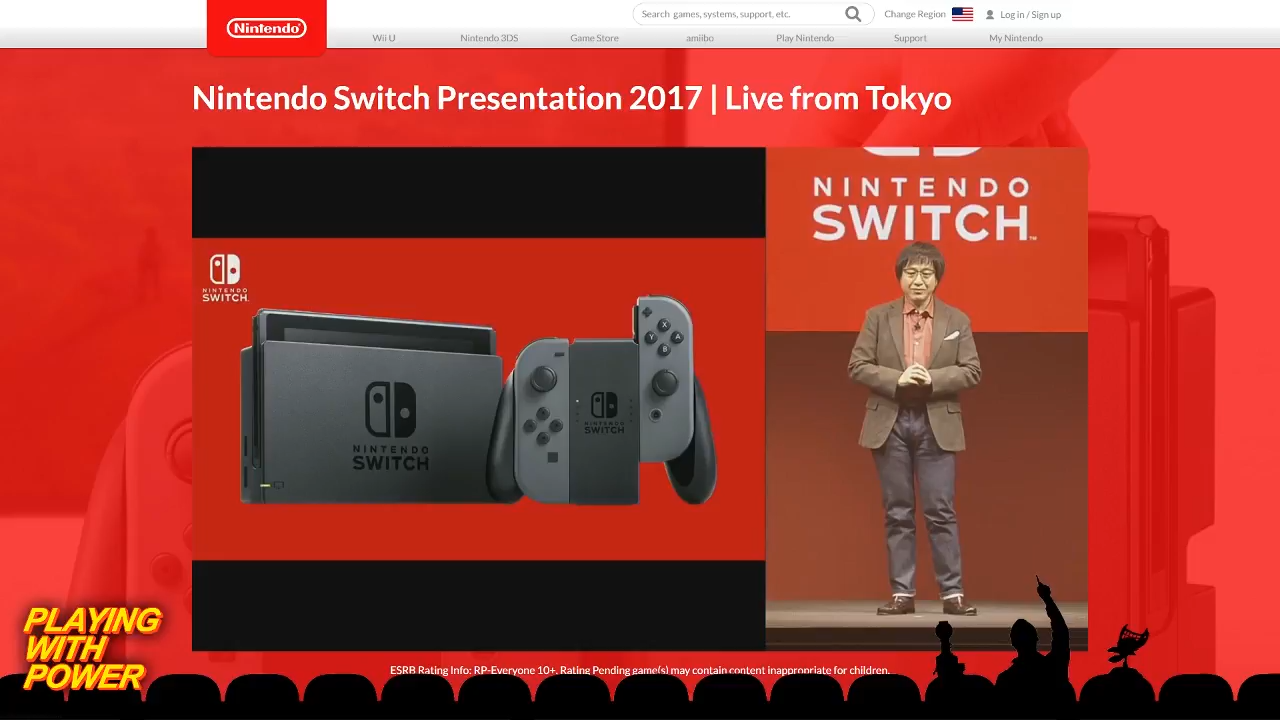 Nintendo
Search games, systems, support, etc.
Change Region
Log in / Sign up
Wii U
Nintendo 3DS
Game Store
amiibo
Play Nintendo
Support
My Nintendo
Nintendo Switch Presentation 2017 | Live from Tokyo
NINTENDO
SWITCH™
NINTENDO
SWITCH.
NINTENDO
SWITCH
NINTENDO
SWITCH
X
Y
A
B
PLAYING
WITH
POWER
ESRB Rating Info: RP-Everyone 10+, Rating Pending game(s) may contain content inappropriate for children.